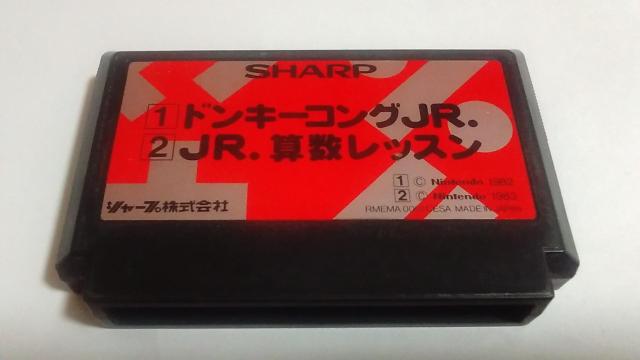 SHARP
1 ドンキーコングJR.
2 JR. 算数レッスン
1 © Nintendo 1982
2 © Nintendo 1983
シャープ株式会社
MADE IN JAPAN